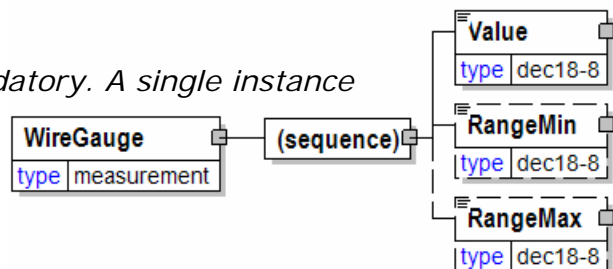 datory. A single instance
WireGauge
type measurement
(sequence)
Value
type dec18-8
RangeMin
type dec18-8
RangeMax
type dec18-8